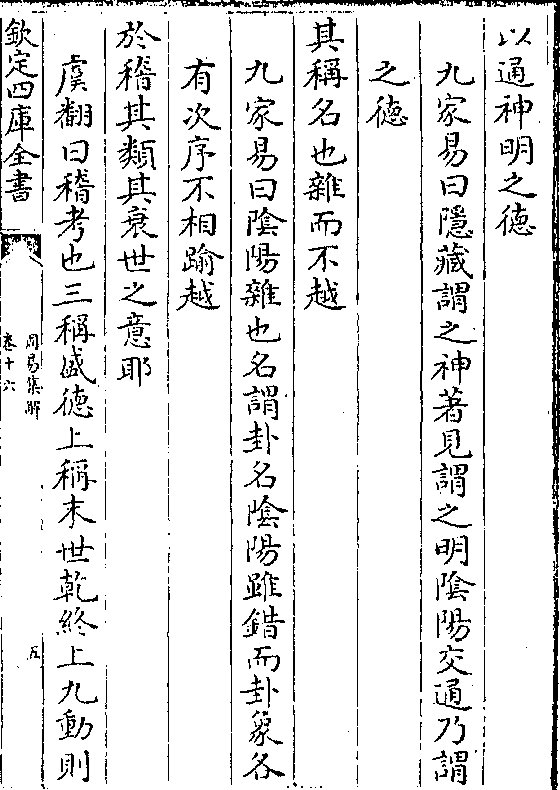 以通神明之德
九家易曰隱藏謂之神著見謂之明陰陽交通乃謂
之德
其稱名也雜而不越
九家易曰陰陽雜也名謂卦名陰陽雖錯而卦象各
有次序不相踰越
於稽其類其衰世之意耶
虞翻曰稽考也三稱盛德上稱末世乾終上九動則
欽定四庫全書
周易集解
卷十六
五